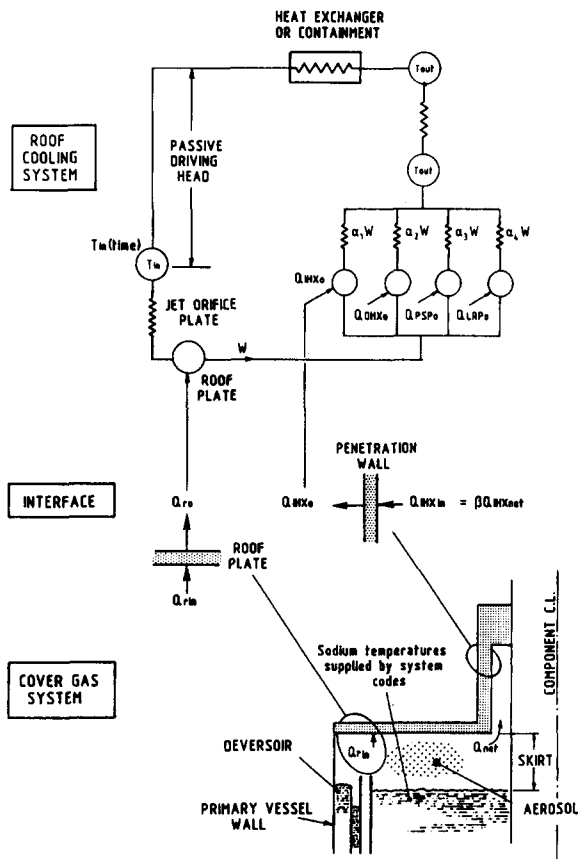 HEAT EXCHANGER
OR CONTAINMENT
Tout
ROOF
COOLING
SYSTEM
PASSIVE
DRIVING
HEAD
Tout
Tin(time)
Tin
α₁W
α₂W
α₃W
α₄W
QIHXo
QDHXo
QPSPo
QLRPo
JET ORIFICE
PLATE
W
ROOF
PLATE
PENETRATION
WALL
INTERFACE
Qro
QIHXo
QIHXin = βQIHXnet
ROOF
PLATE
Qrin
COVER GAS
SYSTEM
Sodium temperatures
supplied by system
codes
COMPONENT C.L.
DEVERSOIR
Qrin
Qnet
SKIRT
PRIMARY VESSEL
WALL
AEROSOL